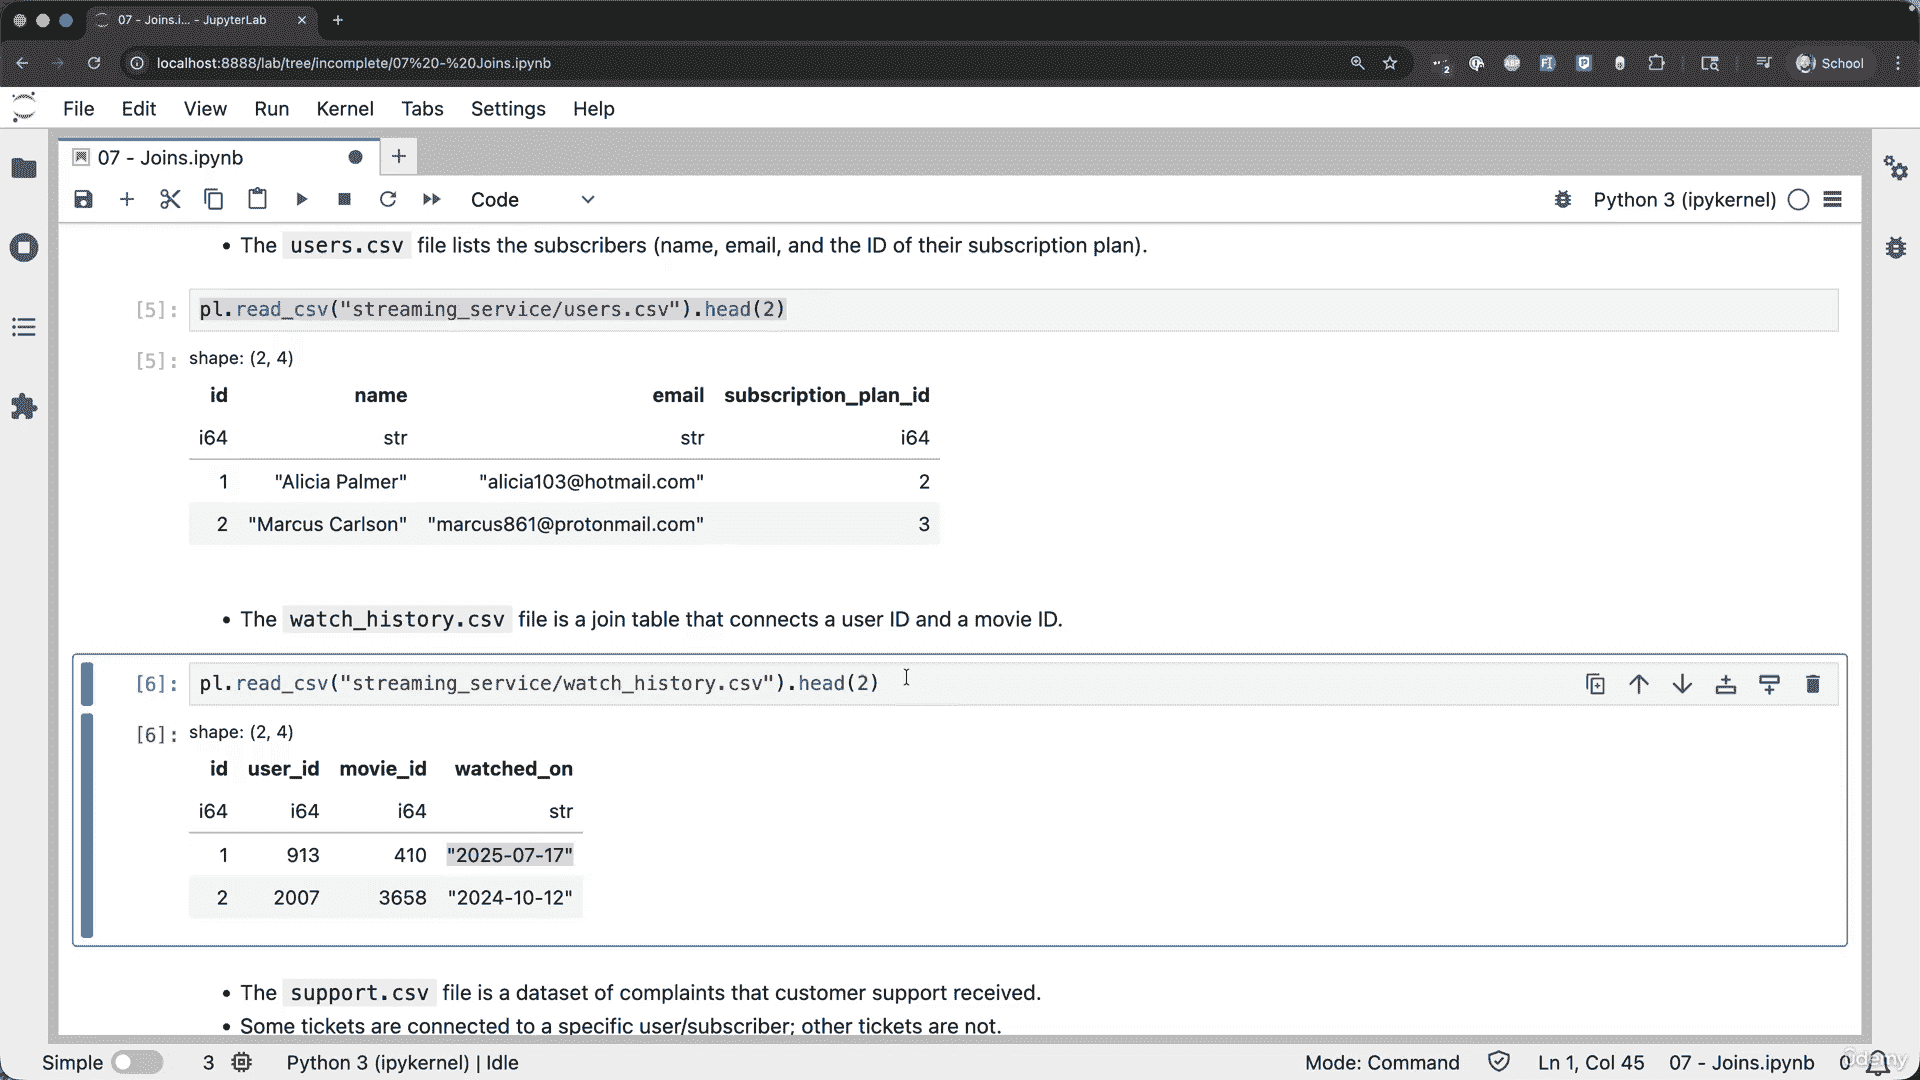 07 - Joins.i... - JupyterLab
localhost:8888/lab/tree/incomplete/07%20-%20Joins.ipynb
2
ABP
School
File Edit View Run Kernel Tabs Settings Help
07 - Joins.ipynb
Code
Python 3 (ipykernel)
• The users.csv file lists the subscribers (name, email, and the ID of their subscription plan).
[5]: pl.read_csv("streaming_service/users.csv").head(2)
[5]: shape: (2, 4)
id name email subscription_plan_id
i64 str str i64
1 "Alicia Palmer" "alicia103@hotmail.com" 2
2 "Marcus Carlson" "marcus861@protonmail.com" 3
• The watch_history.csv file is a join table that connects a user ID and a movie ID.
[6]: pl.read_csv("streaming_service/watch_history.csv").head(2)
[6]: shape: (2, 4)
id user_id movie_id watched_on
i64 i64 i64 str
1 913 410 "2025-07-17"
2 2007 3658 "2024-10-12"
• The support.csv file is a dataset of complaints that customer support received.
• Some tickets are connected to a specific user/subscriber; other tickets are not.
Simple 3 Python 3 (ipykernel) | Idle Mode: Command Ln 1, Col 45 07 - Joins.ipynb 0
Udemy